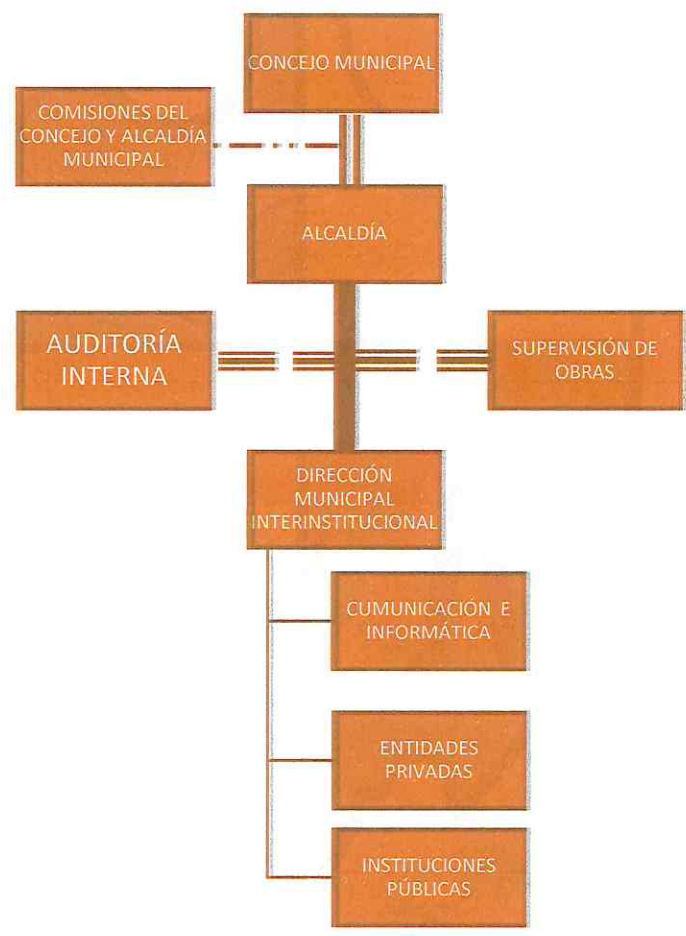 CONCEJO MUNICIPAL
COMISIONES DEL
CONCEJO Y ALCALDÍA
MUNICIPAL
ALCALDÍA
AUDITORÍA
INTERNA
SUPERVISIÓN DE
OBRAS
DIRECCIÓN
MUNICIPAL
INTERINSTITUCIONAL
CUMUNICACIÓN E
INFORMÁTICA
ENTIDADES
PRIVADAS
INSTITUCIONES
PÚBLICAS